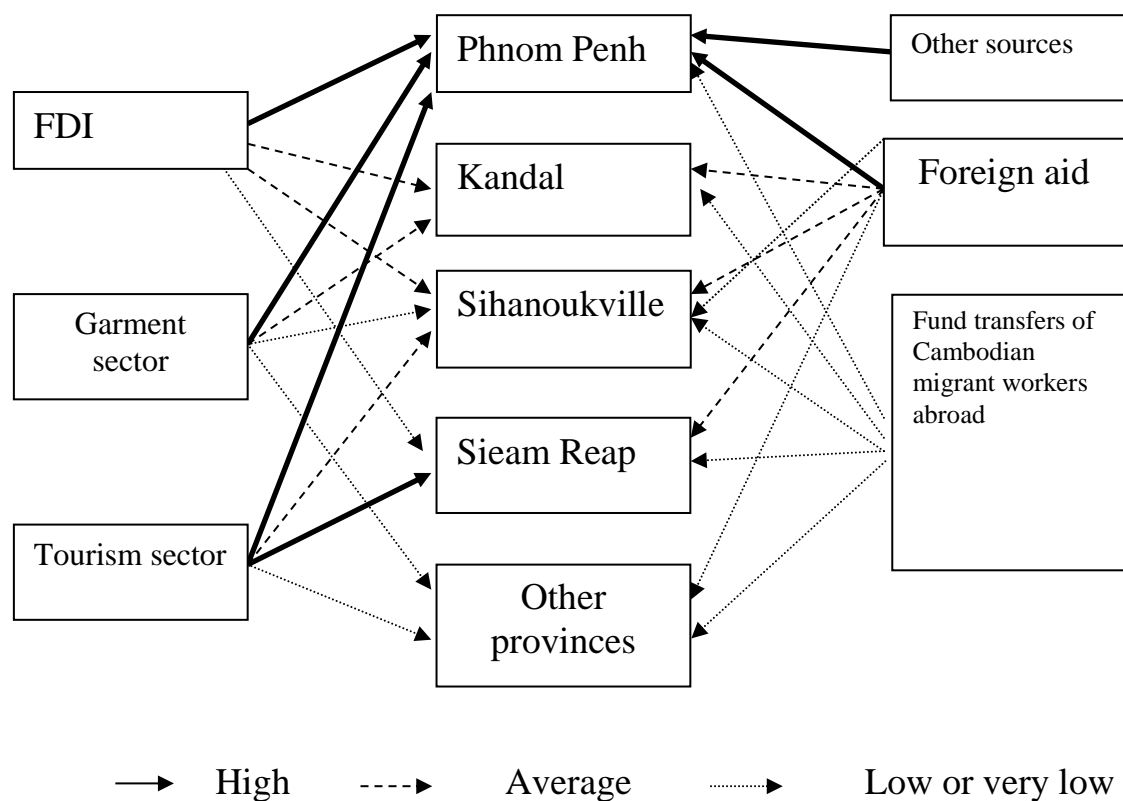 Phnom Penh
Other sources
FDI
Kandal
Foreign aid
Garment
sector
Sihanoukville
Fund transfers of
Cambodian
migrant workers
abroad
Sieam Reap
Tourism sector
Other
provinces
High
Average
Low or very low